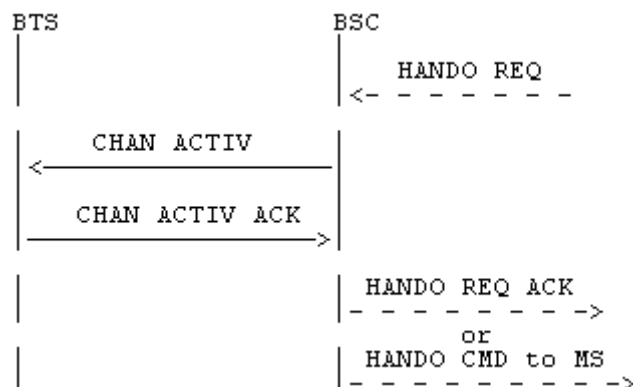 BTS BSC
HANDO REQ
CHAN ACTIV
CHAN ACTIV ACK
HANDO REQ ACK
or
HANDO CMD to MS